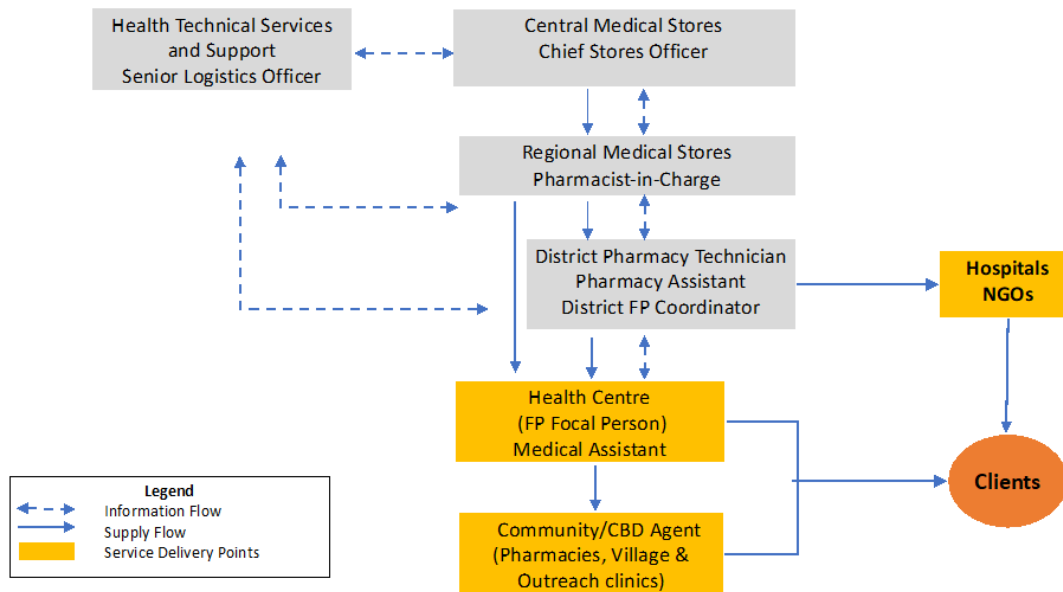 Health Technical Services
and Support
Senior Logistics Officer
Central Medical Stores
Chief Stores Officer
Regional Medical Stores
Pharmacist-in-Charge
District Pharmacy Technician
Pharmacy Assistant
District FP Coordinator
Hospitals
NGOs
Health Centre
(FP Focal Person)
Medical Assistant
Clients
Community/CBD Agent
(Pharmacies, Village &
Outreach clinics)
Legend
Information Flow
Supply Flow
Service Delivery Points